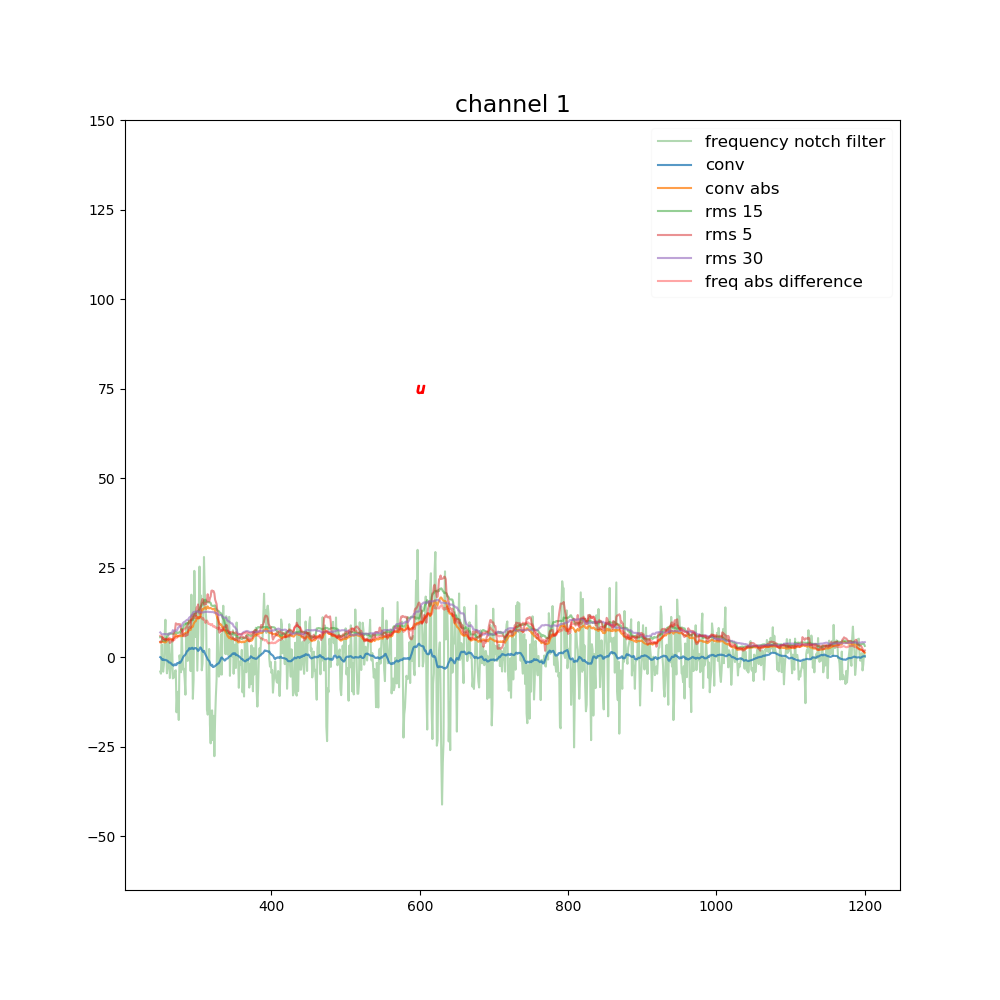 channel 1
150
125
100
75
50
25
0
−25
−50
frequency notch filter
conv
conv abs
rms 15
rms 5
rms 30
freq abs difference
u
400 600 800 1000 1200